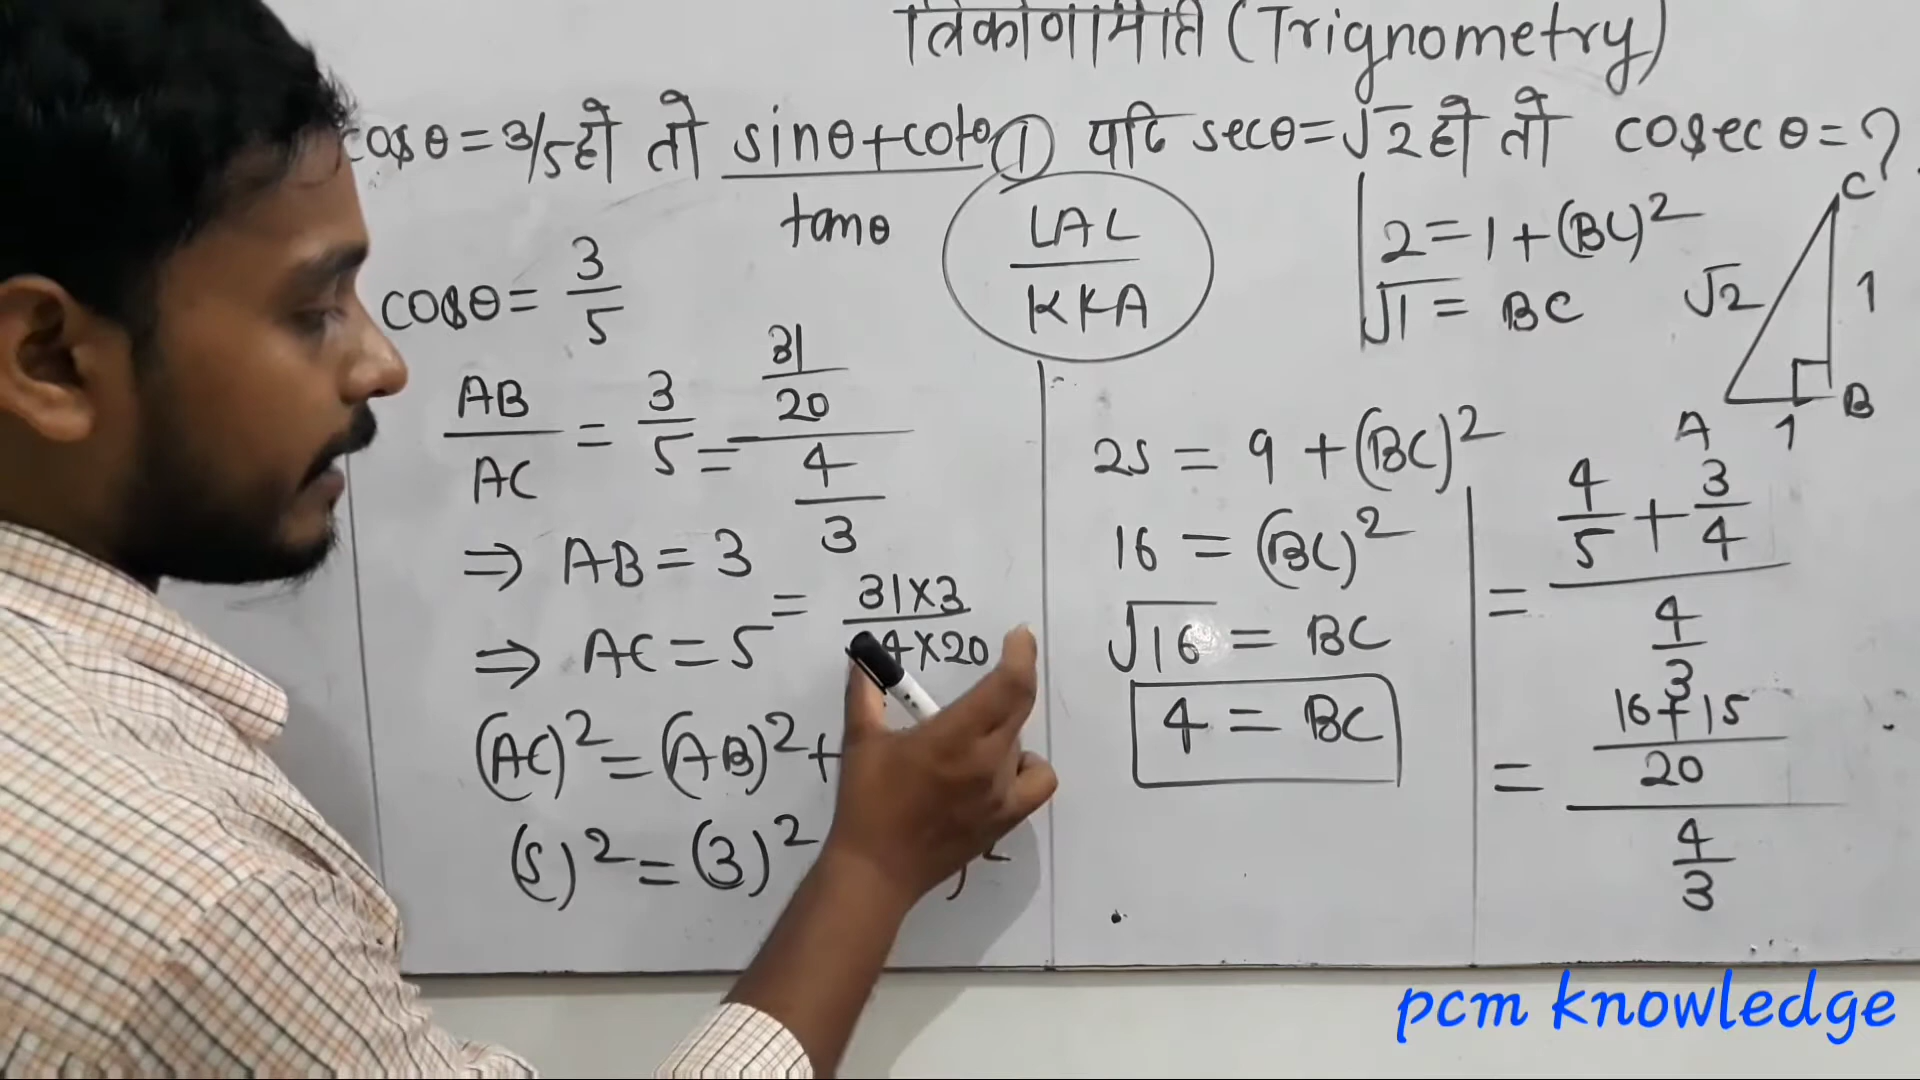 त्रिकोणमिति (Trignometry)
cosθ = 3/5 हो तो (sinθ + cotθ)/tanθ
① यदि secθ = √2 हो तो cosec θ = ?
LAL
KKA
2 = 1 + (BC)²
√1 = BC
C
√2
1
B
A
1
cosθ = 3/5
AB/AC = 3/5
= (31/20)/(4/3)
⇒ AB = 3
⇒ AC = 5
= (31×3)/(4×20)
(AC)² = (AB)² +
(5)² = (3)²
25 = 9 + (BC)²
16 = (BC)²
√16 = BC
4 = BC
= (4/5 + 3/4)/(4/3)
= ((16+15)/20)/(4/3)
pcm knowledge